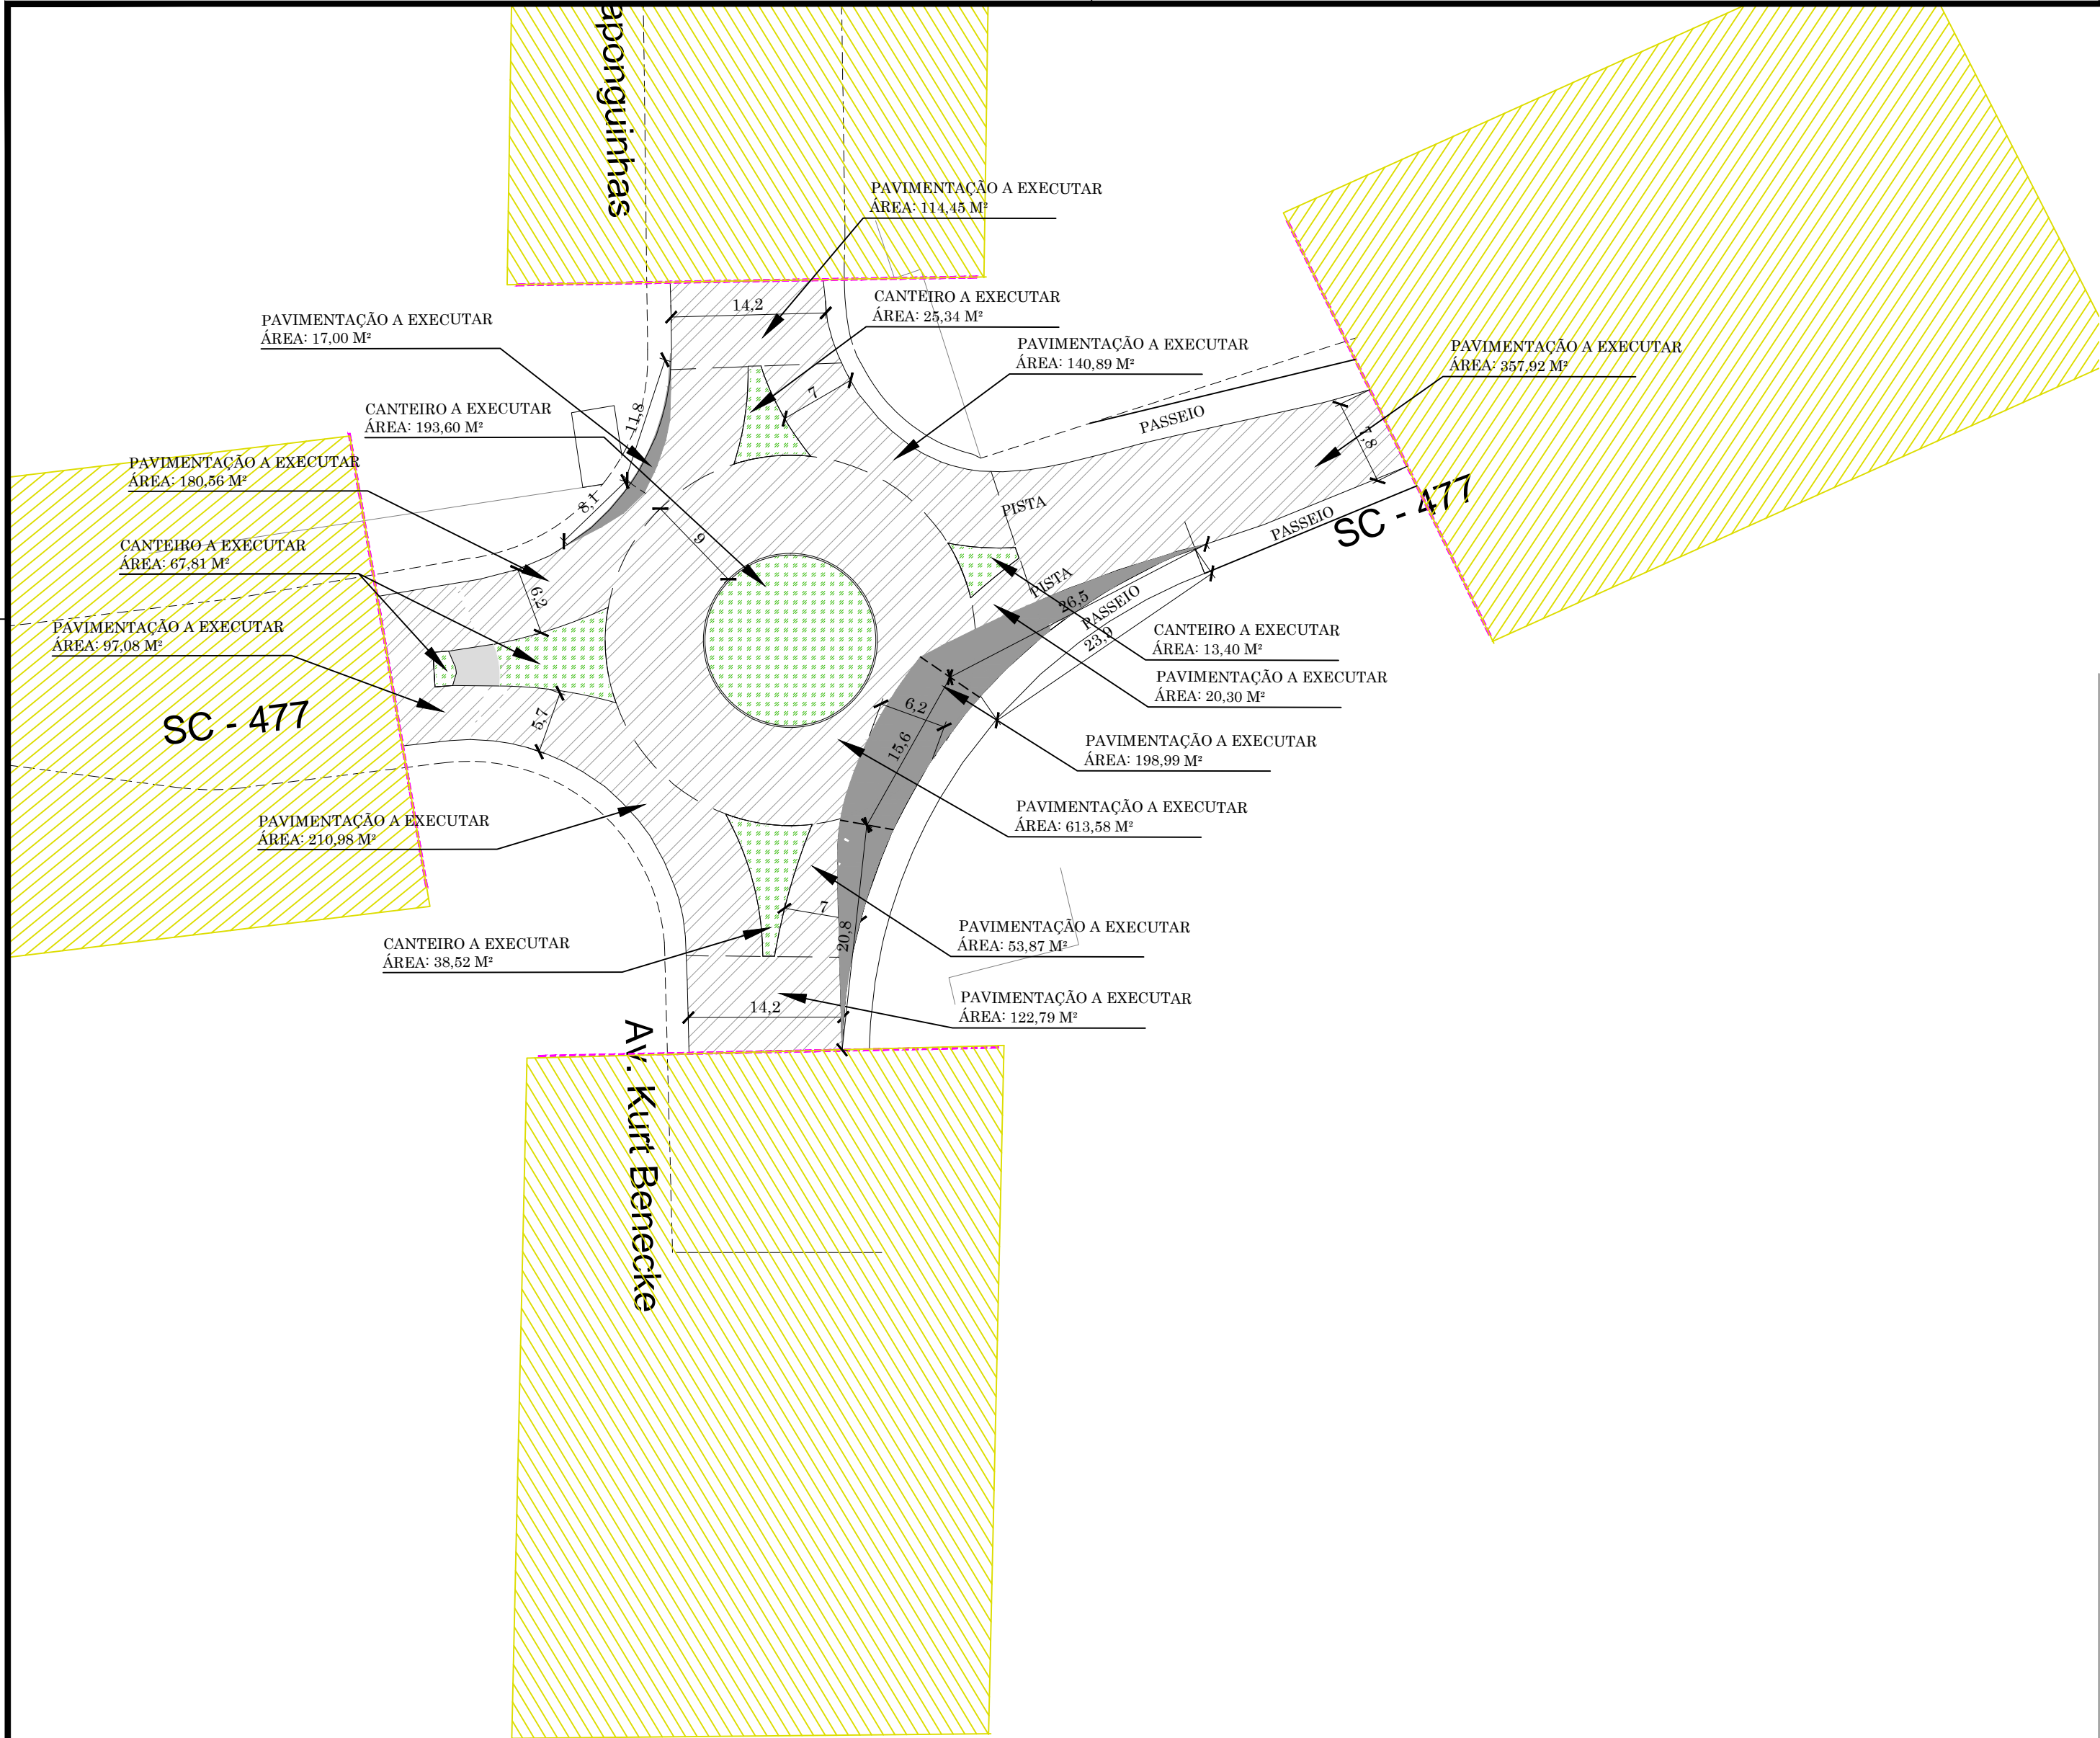 aponguinhas
PAVIMENTAÇÃO A EXECUTAR
ÁREA: 114,45 M²
CANTEIRO A EXECUTAR
ÁREA: 25,34 M²
14,2
PAVIMENTAÇÃO A EXECUTAR
ÁREA: 17,00 M²
PAVIMENTAÇÃO A EXECUTAR
ÁREA: 140,89 M²
PAVIMENTAÇÃO A EXECUTAR
ÁREA: 357,92 M²
7
CANTEIRO A EXECUTAR
ÁREA: 193,60 M²
11,8
PASSEIO
7,8
PAVIMENTAÇÃO A EXECUTAR
ÁREA: 180,56 M²
8,1
PISTA
SC - 477
PASSEIO
9
CANTEIRO A EXECUTAR
ÁREA: 67,81 M²
6,2
PISTA
26,5
PASSEIO
23,9
PAVIMENTAÇÃO A EXECUTAR
ÁREA: 97,08 M²
CANTEIRO A EXECUTAR
ÁREA: 13,40 M²
PAVIMENTAÇÃO A EXECUTAR
ÁREA: 20,30 M²
SC - 477
5,7
6,2
15,6
PAVIMENTAÇÃO A EXECUTAR
ÁREA: 198,99 M²
PAVIMENTAÇÃO A EXECUTAR
ÁREA: 613,58 M²
PAVIMENTAÇÃO A EXECUTAR
ÁREA: 210,98 M²
7
20,8
PAVIMENTAÇÃO A EXECUTAR
ÁREA: 53,87 M²
CANTEIRO A EXECUTAR
ÁREA: 38,52 M²
PAVIMENTAÇÃO A EXECUTAR
ÁREA: 122,79 M²
14,2
Av. Kurt Benecke